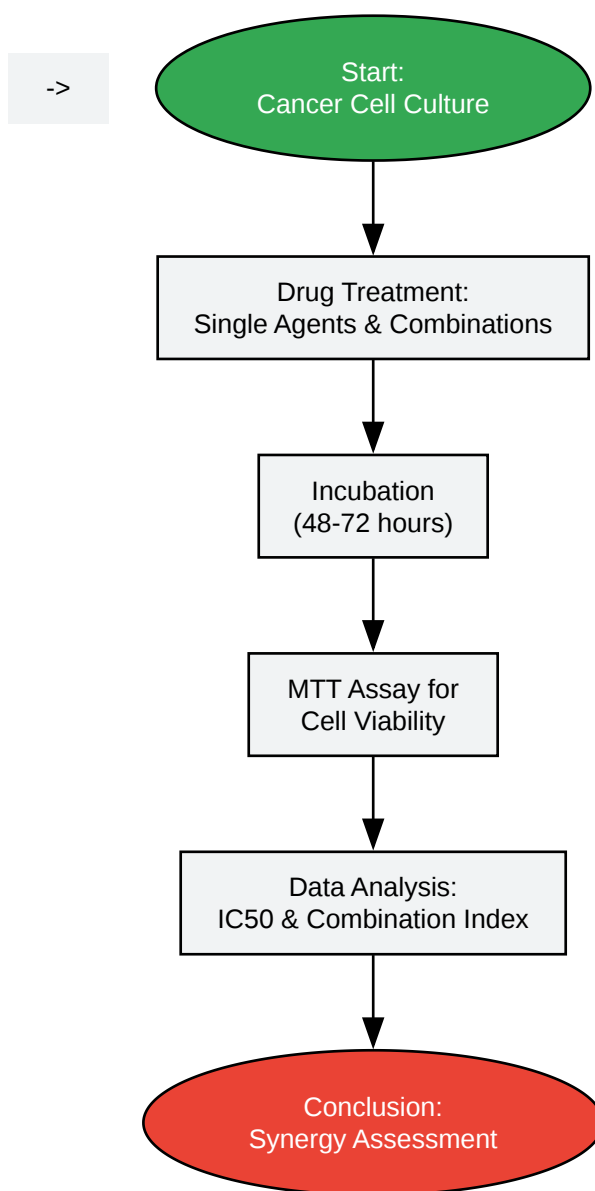 ->
Start:
Cancer Cell Culture
Drug Treatment:
Single Agents & Combinations
Incubation
(48-72 hours)
MTT Assay for
Cell Viability
Data Analysis:
IC50 & Combination Index
Conclusion:
Synergy Assessment